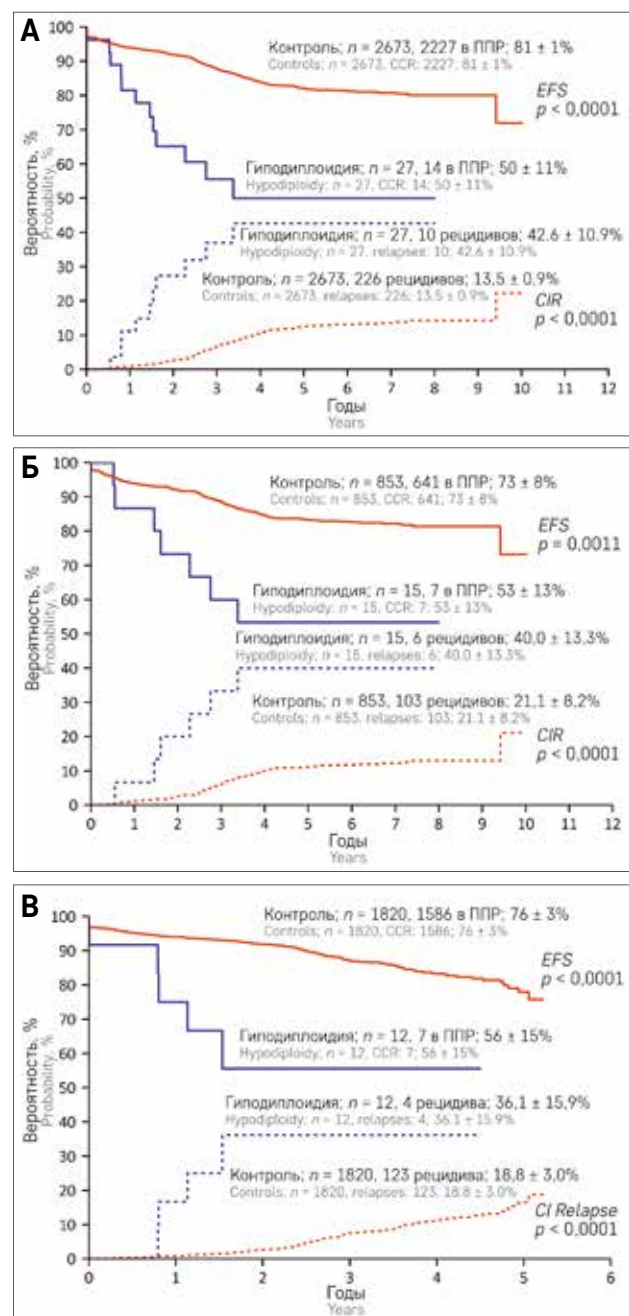 А
Вероятность, %
Probability, %
100
90
80
70
60
50
40
30
20
10
0
Контроль; n = 2673, 2227 в ППР; 81 ± 1%
Controls; n = 2673, CCR: 2227; 81 ± 1%
EFS
p < 0,0001
Гиподиплоидия; n = 27, 14 в ППР; 50 ± 11%
Hypodiploidy; n = 27, CCR: 14; 50 ± 11%
Гиподиплоидия; n = 27, 10 рецидивов; 42.6 ± 10.9%
Hypodiploidy; n = 27, relapses: 10; 42.6 ± 10.9%
Контроль; n = 2673, 226 рецидивов; 13,5 ± 0,9%
Controls; n = 2673, relapses: 226; 13.5 ± 0.9%
CIR
p < 0,0001
0 1 2 3 4 5 6 7 8 9 10 11 12
Годы
Years
Б
Вероятность, %
Probability, %
100
90
80
70
60
50
40
30
20
10
0
Контроль; n = 853, 641 в ППР; 73 ± 8%
Controls; n = 853, CCR: 641; 73 ± 8%
EFS
p = 0,0011
Гиподиплоидия; n = 15, 7 в ППР; 53 ± 13%
Hypodiploidy; n = 15, CCR: 7; 53 ± 13%
Гиподиплоидия; n = 15, 6 рецидивов; 40.0 ± 13,3%
Hypodiploidy; n = 15, relapses: 6; 40.0 ± 13.3%
Контроль; n = 853, 103 рецидивов; 21,1 ± 8,2%
Controls; n = 853, relapses: 103; 21.1 ± 8.2%
CIR
p < 0,0001
0 1 2 3 4 5 6 7 8 9 10 11 12
Годы
Years
В
Вероятность, %
Probability, %
100
90
80
70
60
50
40
30
20
10
0
Контроль; n = 1820, 1586 в ППР; 76 ± 3%
Controls; n = 1820, CCR: 1586; 76 ± 3%
EFS
p < 0,0001
Гиподиплоидия; n = 12, 7 в ППР; 56 ± 15%
Hypodiploidy; n = 12, CCR: 7; 56 ± 15%
Гиподиплоидия; n = 12, 4 рецидива; 36,1 ± 15,9%
Hypodiploidy; n = 12, relapses: 4; 36.1 ± 15.9%
Контроль; n = 1820, 123 рецидива; 18,8 ± 3,0%
Controls; n = 1820, relapses: 123; 18.8 ± 3.0%
CI Relapse
p < 0,0001
0 1 2 3 4 5 6
Годы
Years